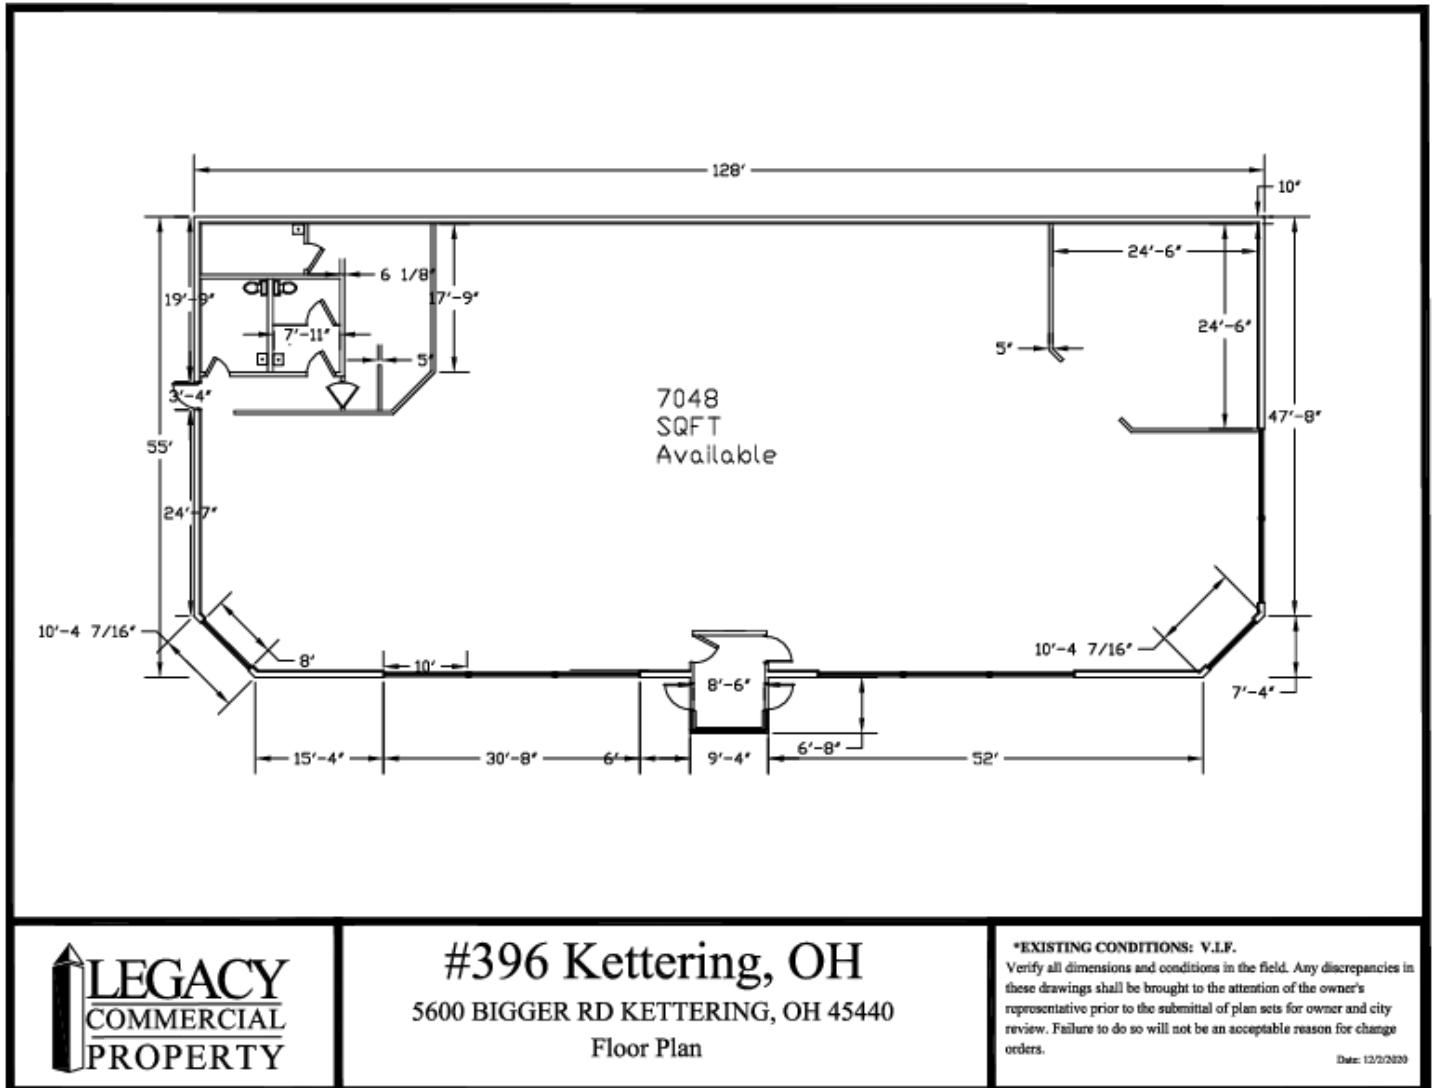 128'
10"
24'-6"
6 1/8"
19'-9"
17'-9"
24'-6"
7'-11"
5"
5"
3'-4"
7048
SQFT
Available
47'-8"
55'
24'-7"
10'-4 7/16"
8'
10'
8'-6"
10'-4 7/16"
7'-4"
6'-8"
15'-4"
30'-8"
6'
9'-4"
52'
LEGACY
COMMERCIAL
PROPERTY
#396 Kettering, OH
5600 BIGGER RD KETTERING, OH 45440
Floor Plan
*EXISTING CONDITIONS: V.I.F.
Verify all dimensions and conditions in the field. Any discrepancies in
these drawings shall be brought to the attention of the owner's
representative prior to the submittal of plan sets for owner and city
review. Failure to do so will not be an acceptable reason for change
orders.
Date: 12/2/2020